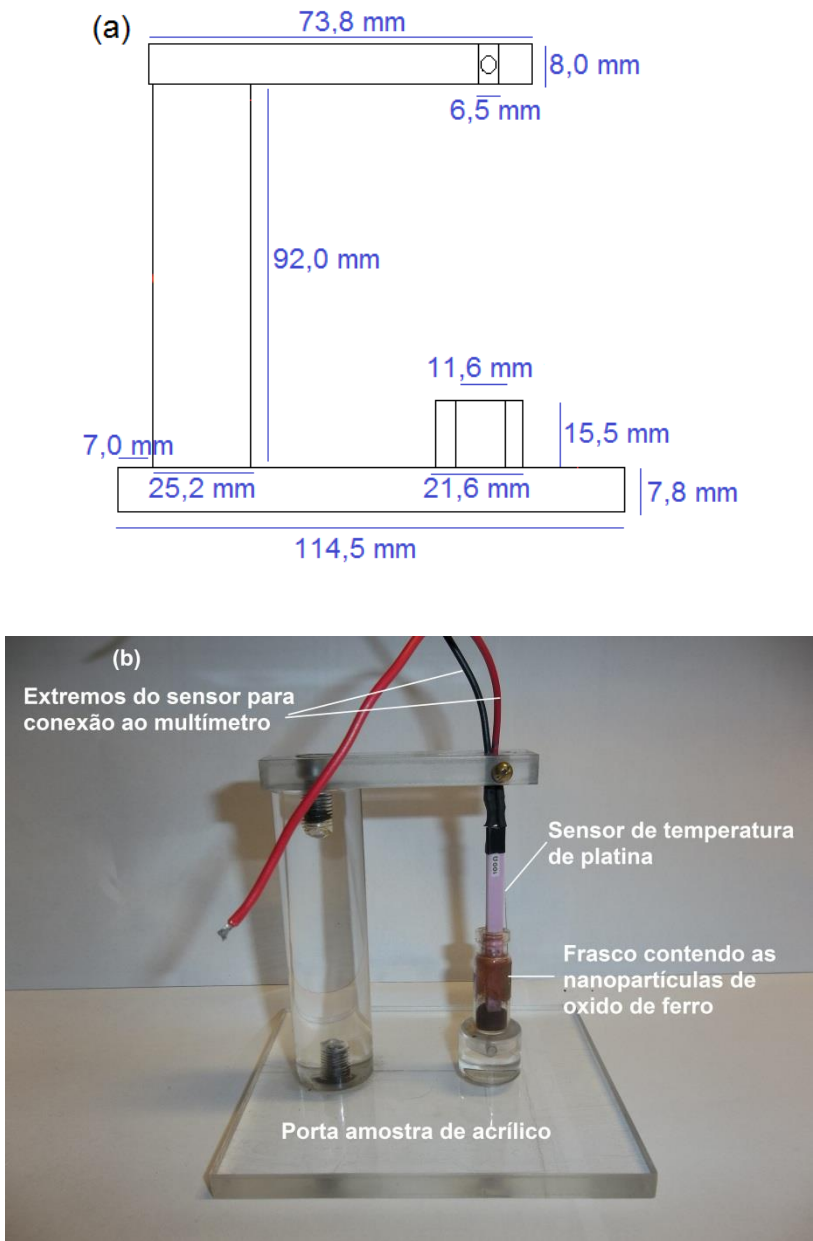 (a)
73,8 mm
8,0 mm
6,5 mm
92,0 mm
11,6 mm
15,5 mm
7,0 mm
25,2 mm
21,6 mm
7,8 mm
114,5 mm
(b)
Extremos do sensor para
conexão ao multímetro
100Ω
Sensor de temperatura
de platina
Frasco contendo as
nanopartículas de
oxido de ferro
Porta amostra de acrílico